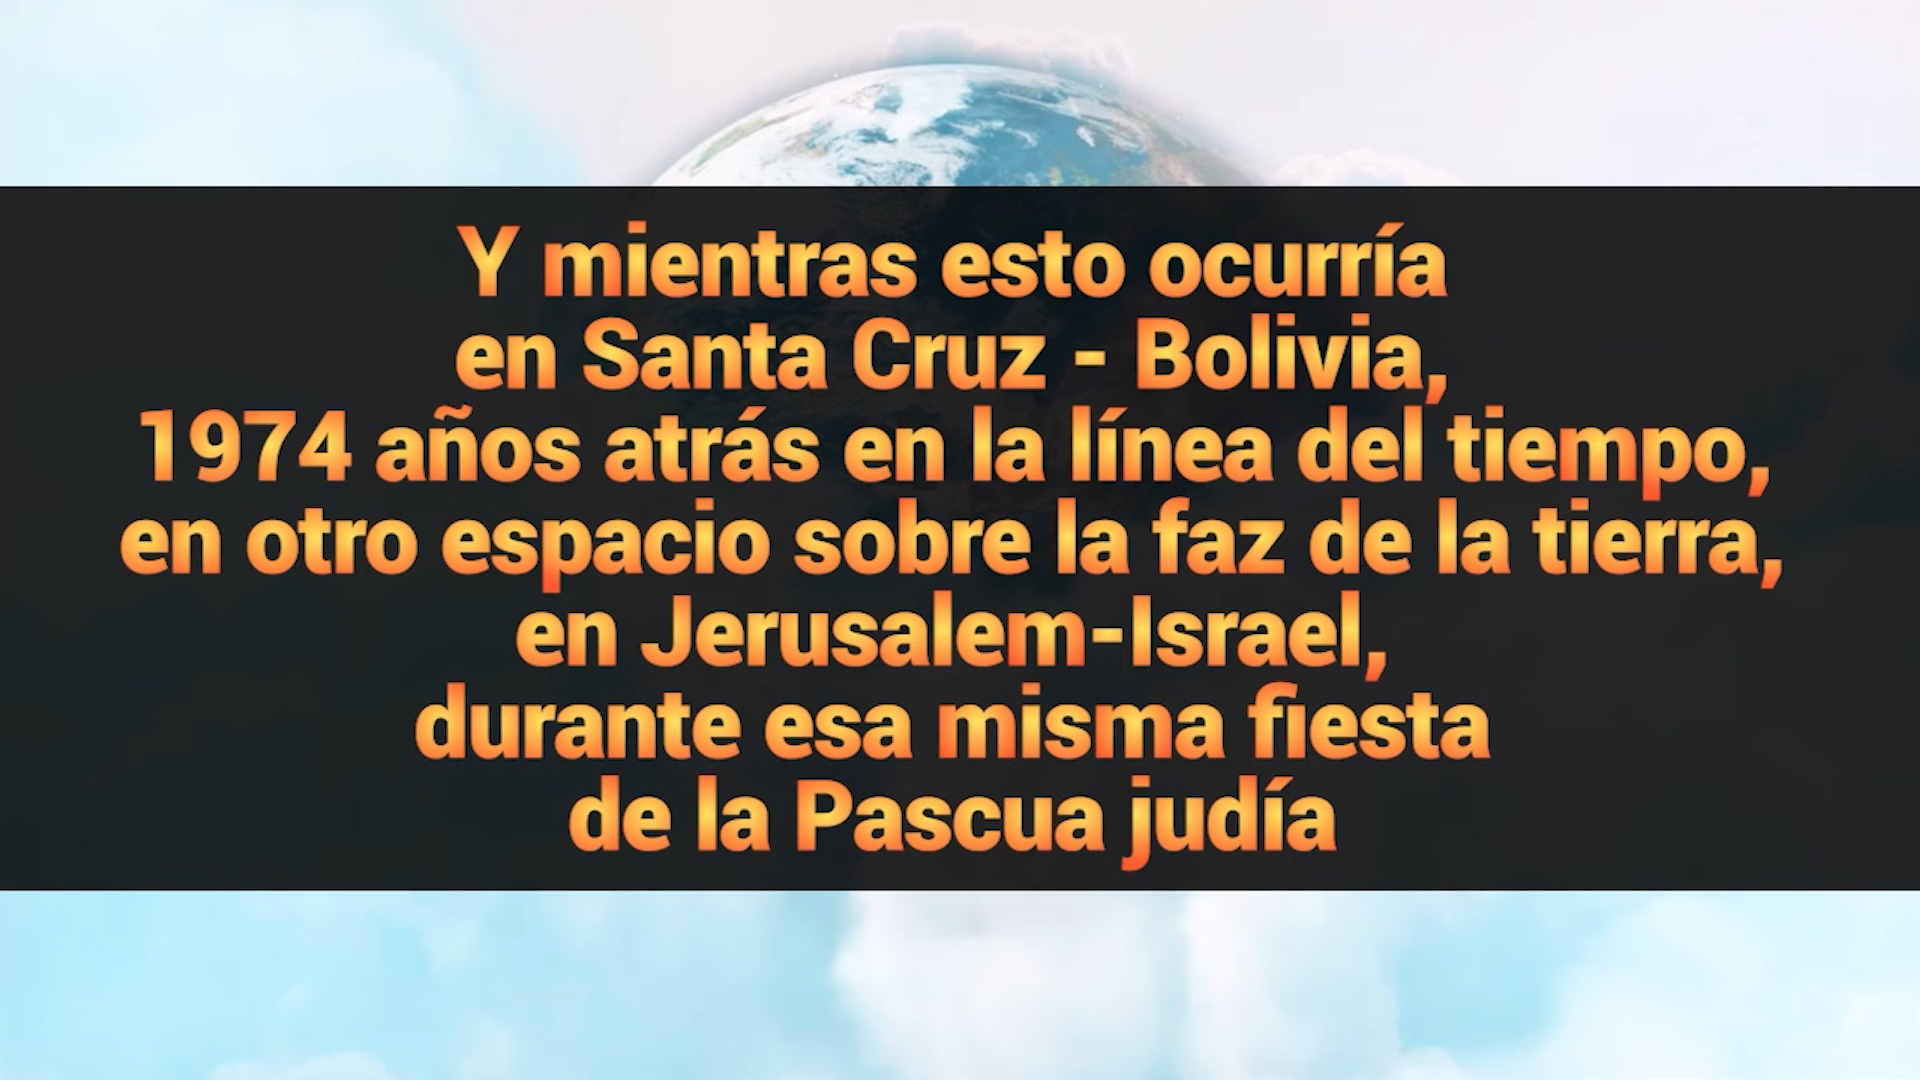 Y mientras esto ocurría
en Santa Cruz - Bolivia,
1974 años atrás en la línea del tiempo,
en otro espacio sobre la faz de la tierra,
en Jerusalem-Israel,
durante esa misma fiesta
de la Pascua judía